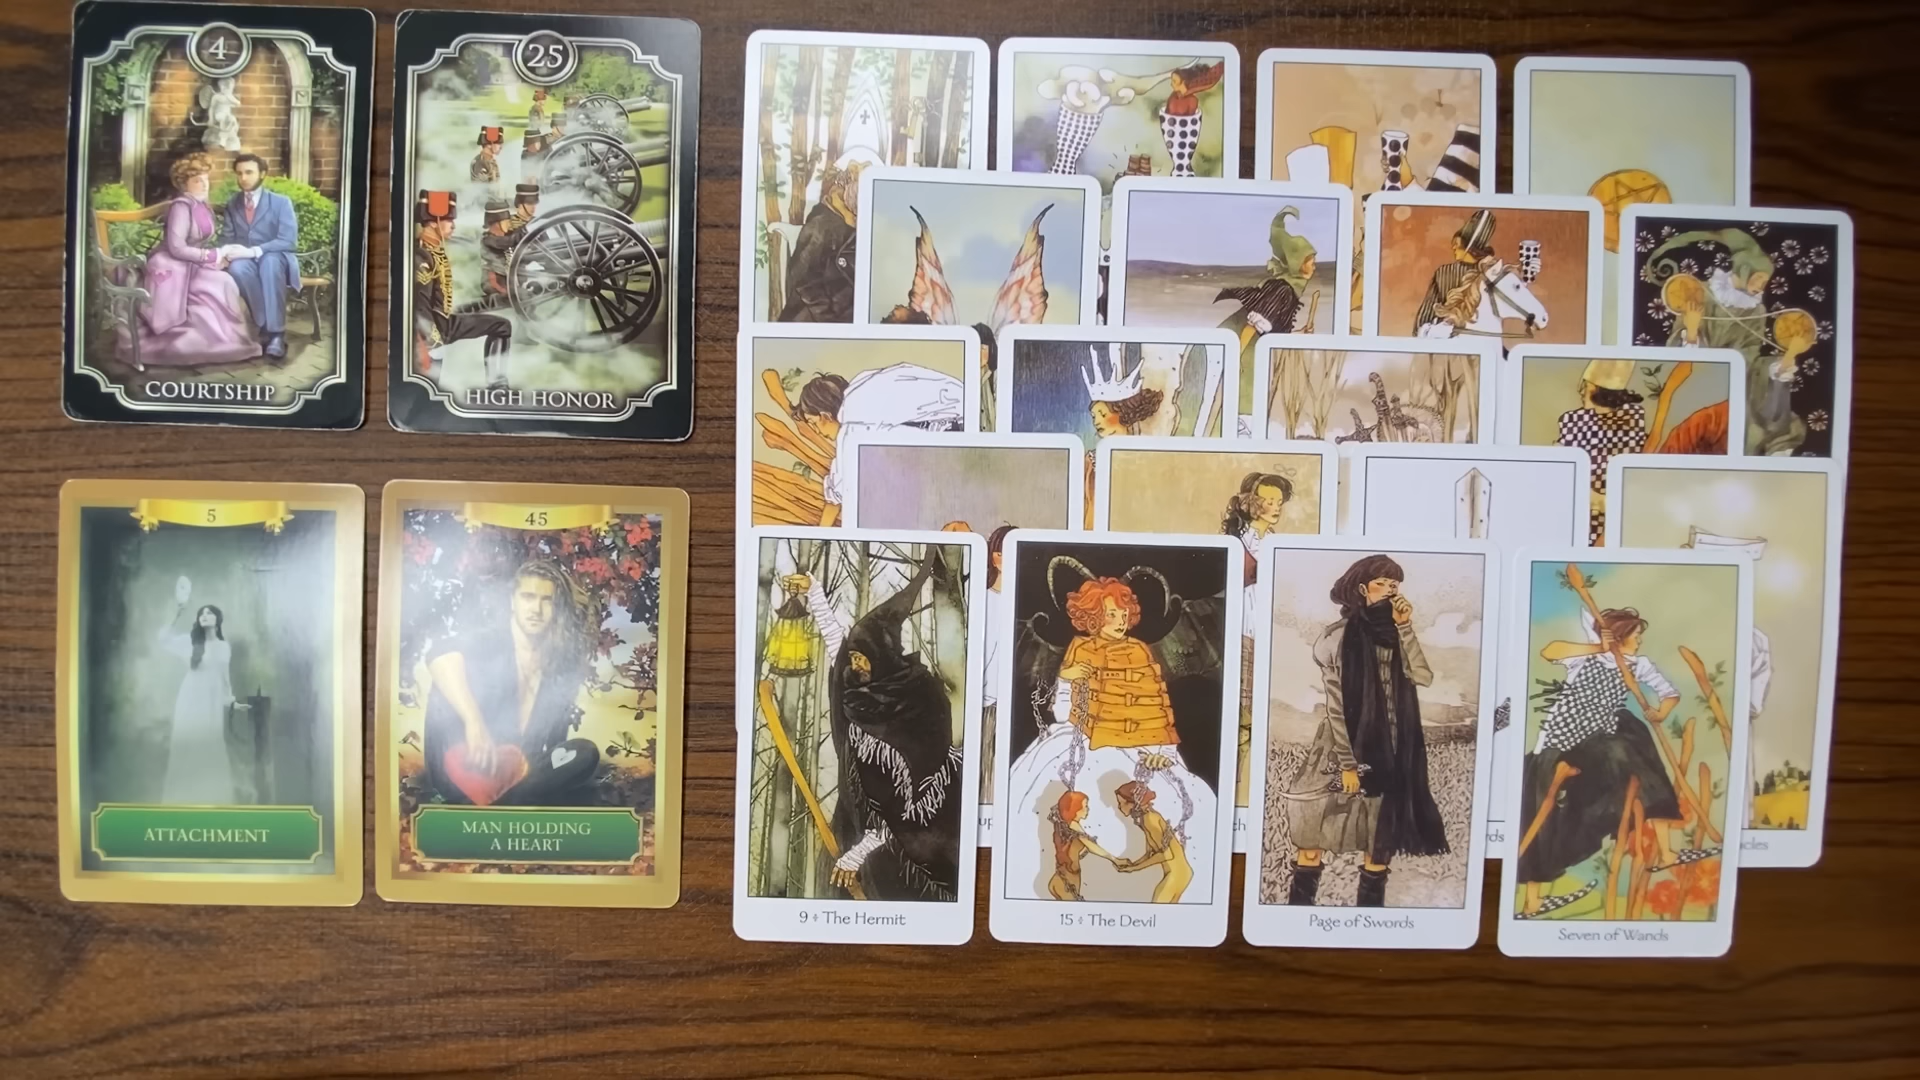 4
COURTSHIP
25
HIGH HONOR
5
ATTACHMENT
45
MAN HOLDING
A HEART
9 ‡ The Hermit
15 ‡ The Devil
Page of Swords
Seven of Wands